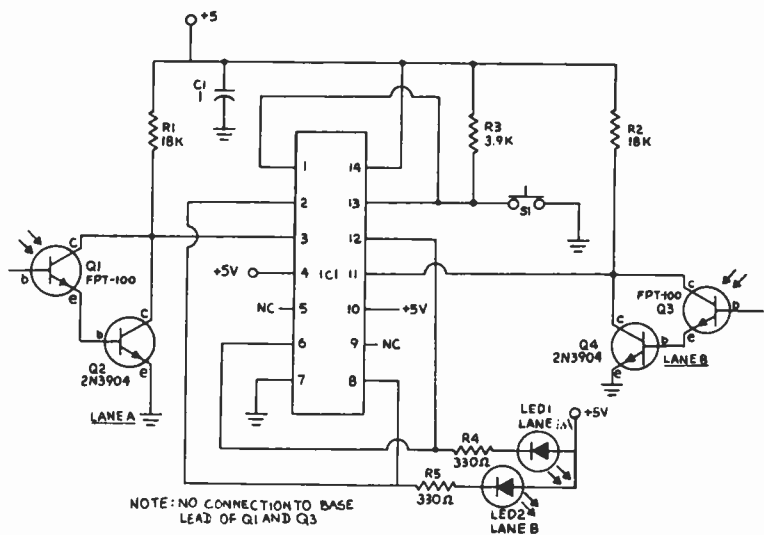 +5
C1
1
R1
18K
R3
3.9K
R2
18K
1
14
2
13
S1
3
12
C
Q1
FPT-100
b
e
+5V
4
IC1
11
NC
5
10
+5V
C
FPT-100
Q3
b
e
b
C
e
Q2
2N3904
6
9
NC
C
Q4
2N3904
b
e
LANE B
7
8
LANE A
LED1
LANE
+5V
R4
330Ω
R5
330Ω
LED2
LANE B
NOTE: NO CONNECTION TO BASE
LEAD OF Q1 AND Q3